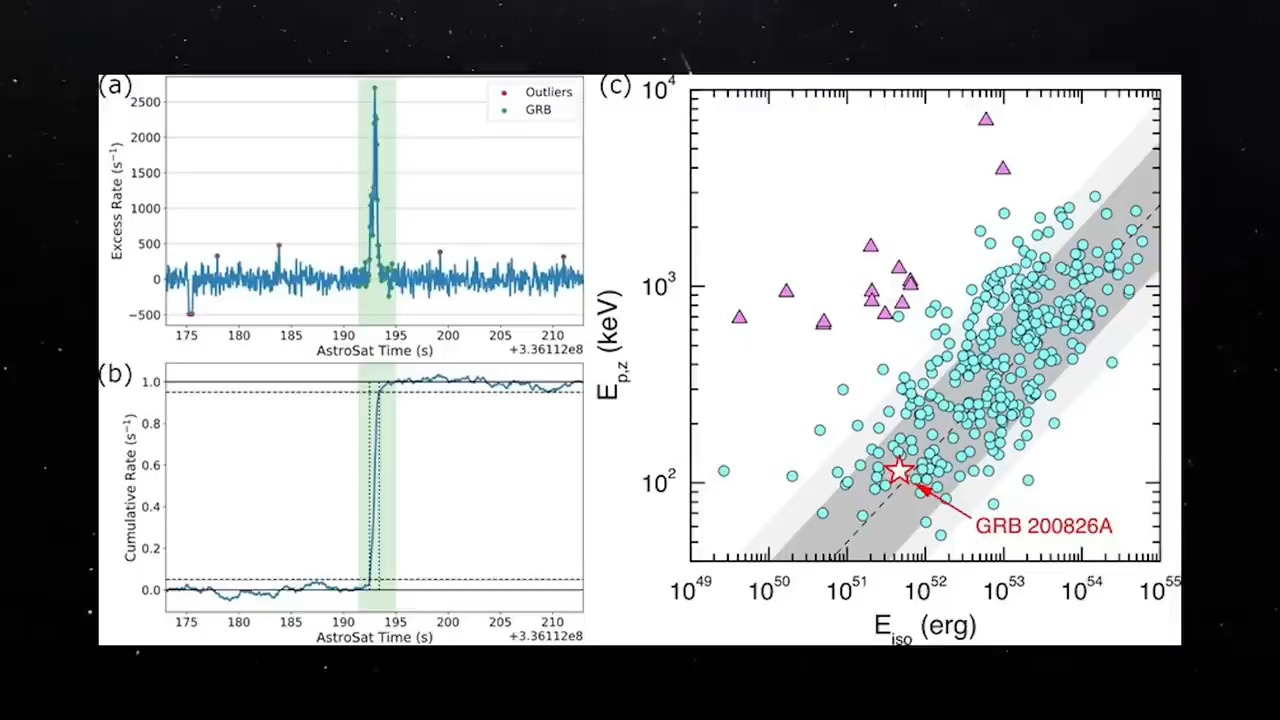 (a)
2500
2000
1500
1000
500
0
−500
Excess Rate (s⁻¹)
Outliers
GRB
175
180
185
190
195
200
205
210
AstroSat Time (s)
+3.36112e8
(b)
1.0
0.8
0.6
0.4
0.2
0.0
Cumulative Rate (s⁻¹)
175
180
185
190
195
200
205
210
AstroSat Time (s)
+3.36112e8
(c)
10⁴
10³
10²
E_p,z (keV)
GRB 200826A
10⁴⁹
10⁵⁰
10⁵¹
10⁵²
10⁵³
10⁵⁴
10⁵⁵
E_iso (erg)